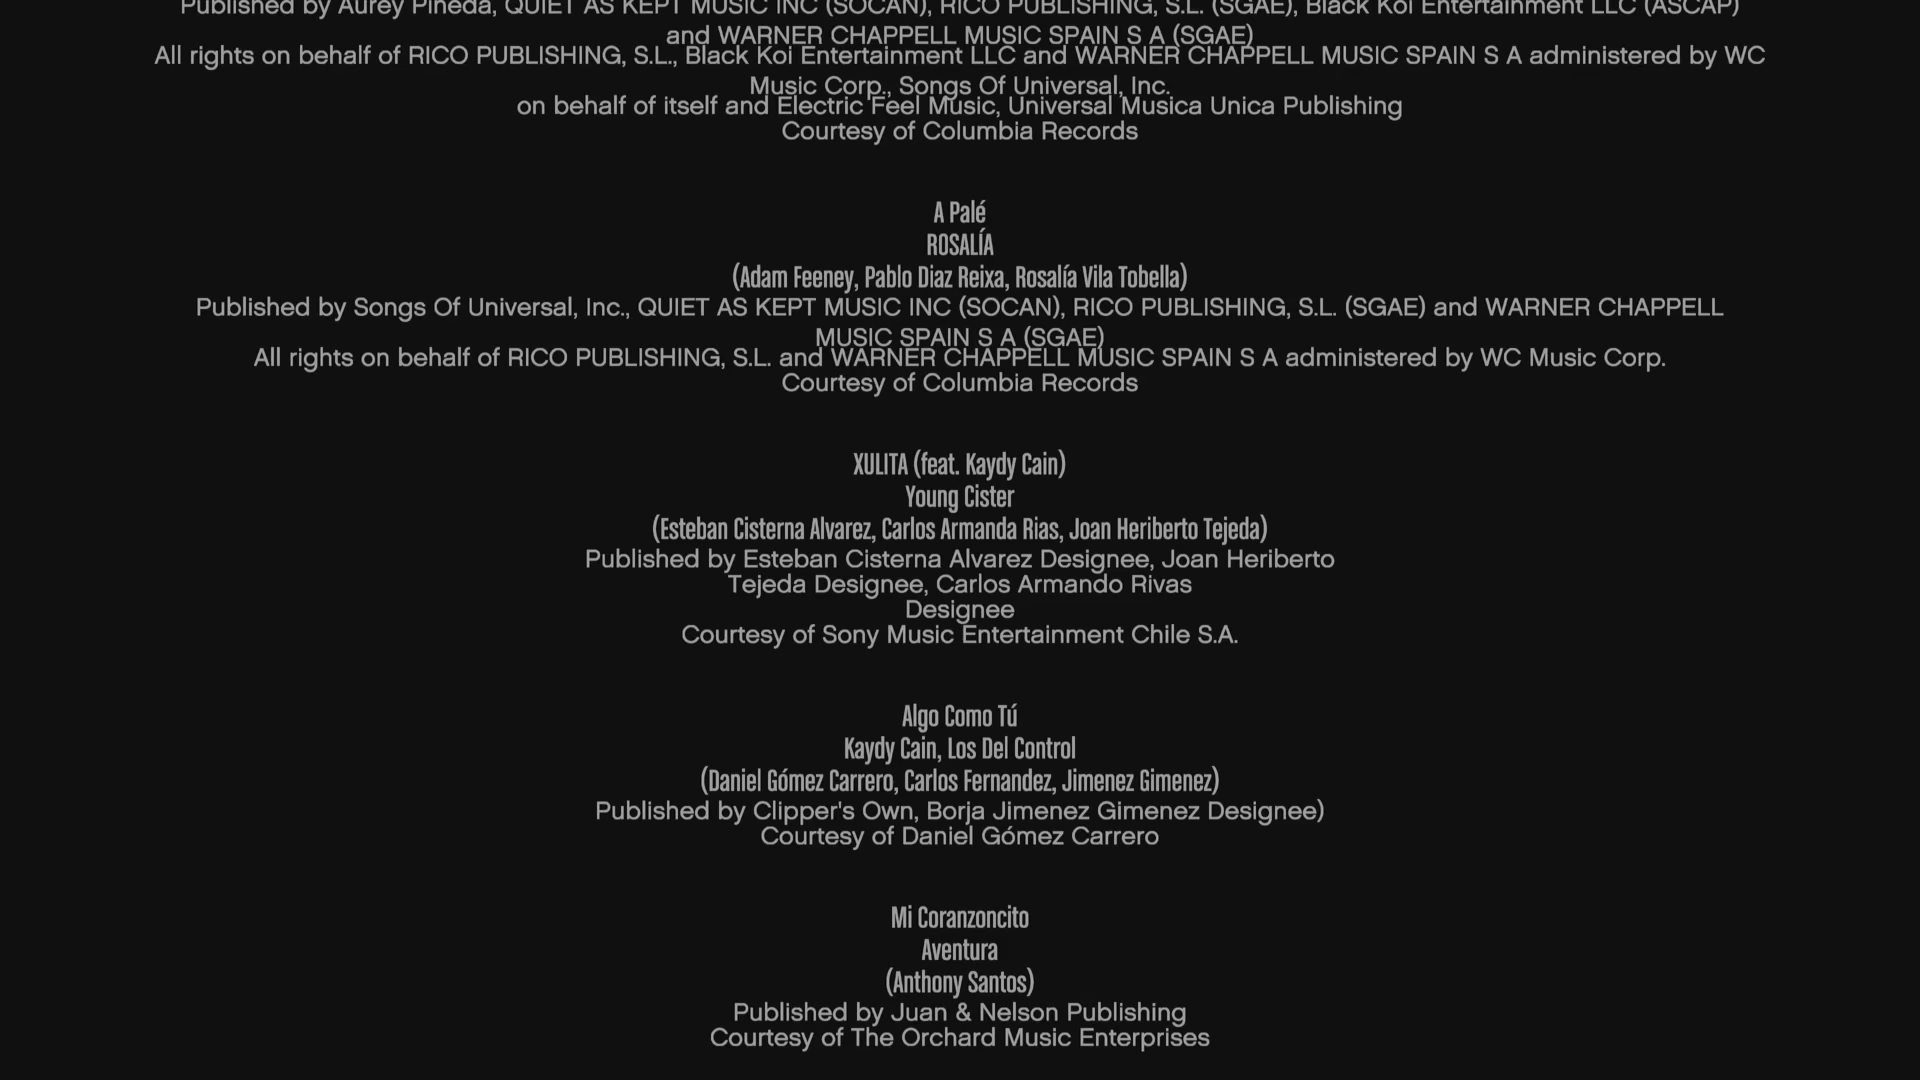 Published by Aurey Pineda, QUIET AS KEPT MUSIC INC (SOCAN), RICO PUBLISHING, S.L. (SGAE), Black Koi Entertainment LLC (ASCAP)
and WARNER CHAPPELL MUSIC SPAIN S A (SGAE)
All rights on behalf of RICO PUBLISHING, S.L., Black Koi Entertainment LLC and WARNER CHAPPELL MUSIC SPAIN S A administered by WC
Music Corp., Songs Of Universal, Inc.
on behalf of itself and Electric Feel Music, Universal Musica Unica Publishing
Courtesy of Columbia Records
A Palé
ROSALÍA
(Adam Feeney, Pablo Diaz Reixa, Rosalía Vila Tobella)
Published by Songs Of Universal, Inc., QUIET AS KEPT MUSIC INC (SOCAN), RICO PUBLISHING, S.L. (SGAE) and WARNER CHAPPELL
MUSIC SPAIN S A (SGAE)
All rights on behalf of RICO PUBLISHING, S.L. and WARNER CHAPPELL MUSIC SPAIN S A administered by WC Music Corp.
Courtesy of Columbia Records
XULITA (feat. Kaydy Cain)
Young Cister
(Esteban Cisterna Alvarez, Carlos Armanda Rias, Joan Heriberto Tejeda)
Published by Esteban Cisterna Alvarez Designee, Joan Heriberto
Tejeda Designee, Carlos Armando Rivas
Designee
Courtesy of Sony Music Entertainment Chile S.A.
Algo Como Tú
Kaydy Cain, Los Del Control
(Daniel Gómez Carrero, Carlos Fernandez, Jimenez Gimenez)
Published by Clipper's Own, Borja Jimenez Gimenez Designee)
Courtesy of Daniel Gómez Carrero
Mi Coranzoncito
Aventura
(Anthony Santos)
Published by Juan & Nelson Publishing
Courtesy of The Orchard Music Enterprises